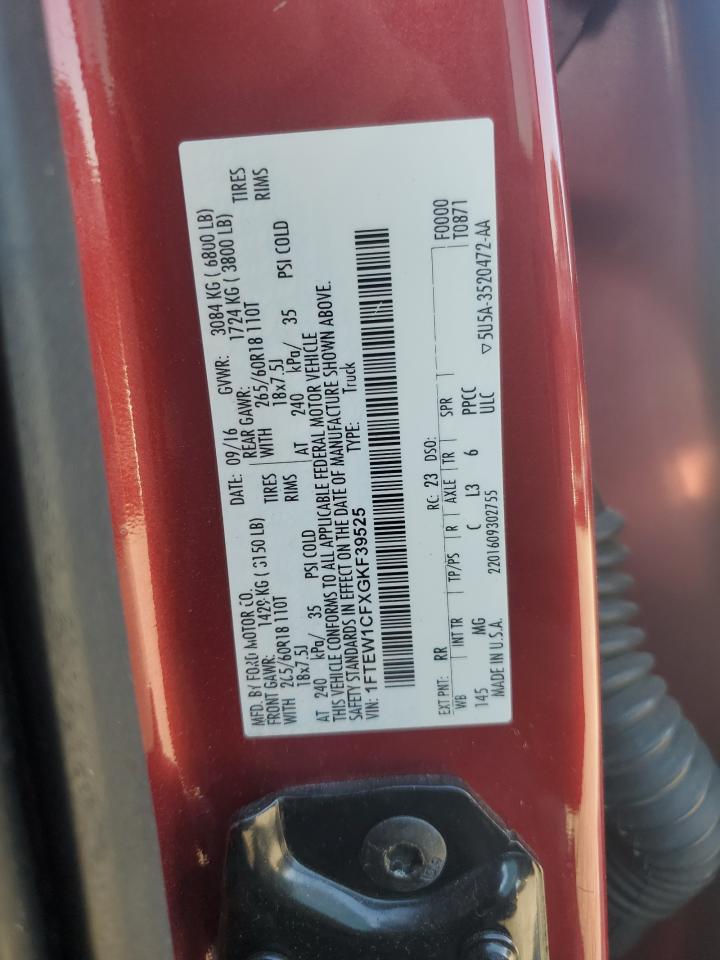 MFD. BY FORD MOTOR CO.
DATE: 09/16 GVWR: 3084 KG ( 6800 LB)
FRONT GAWR: 1428 KG ( 3150 LB) REAR GAWR: 1724 KG ( 3800 LB)
WITH 265/60R18 110T TIRES WITH 265/60R18 110T TIRES
18x7.5J RIMS 18x7.5J RIMS
AT 240 kPa/ 35 PSI COLD AT 240 kPa/ 35 PSI COLD
THIS VEHICLE CONFORMS TO ALL APPLICABLE FEDERAL MOTOR VEHICLE
SAFETY STANDARDS IN EFFECT ON THE DATE OF MANUFACTURE SHOWN ABOVE.
VIN: 1FTEW1CFXGKF39525 TYPE: Truck
EXT PNT: RR RC: 23 DSO: F0000
WB INT TR TP/PS R AXLE TR SPR T0871
145 MG C L3 6 PPCC
MADE IN U.S.A. 2201609302755 ULC ▽5U5A-3520472-AA